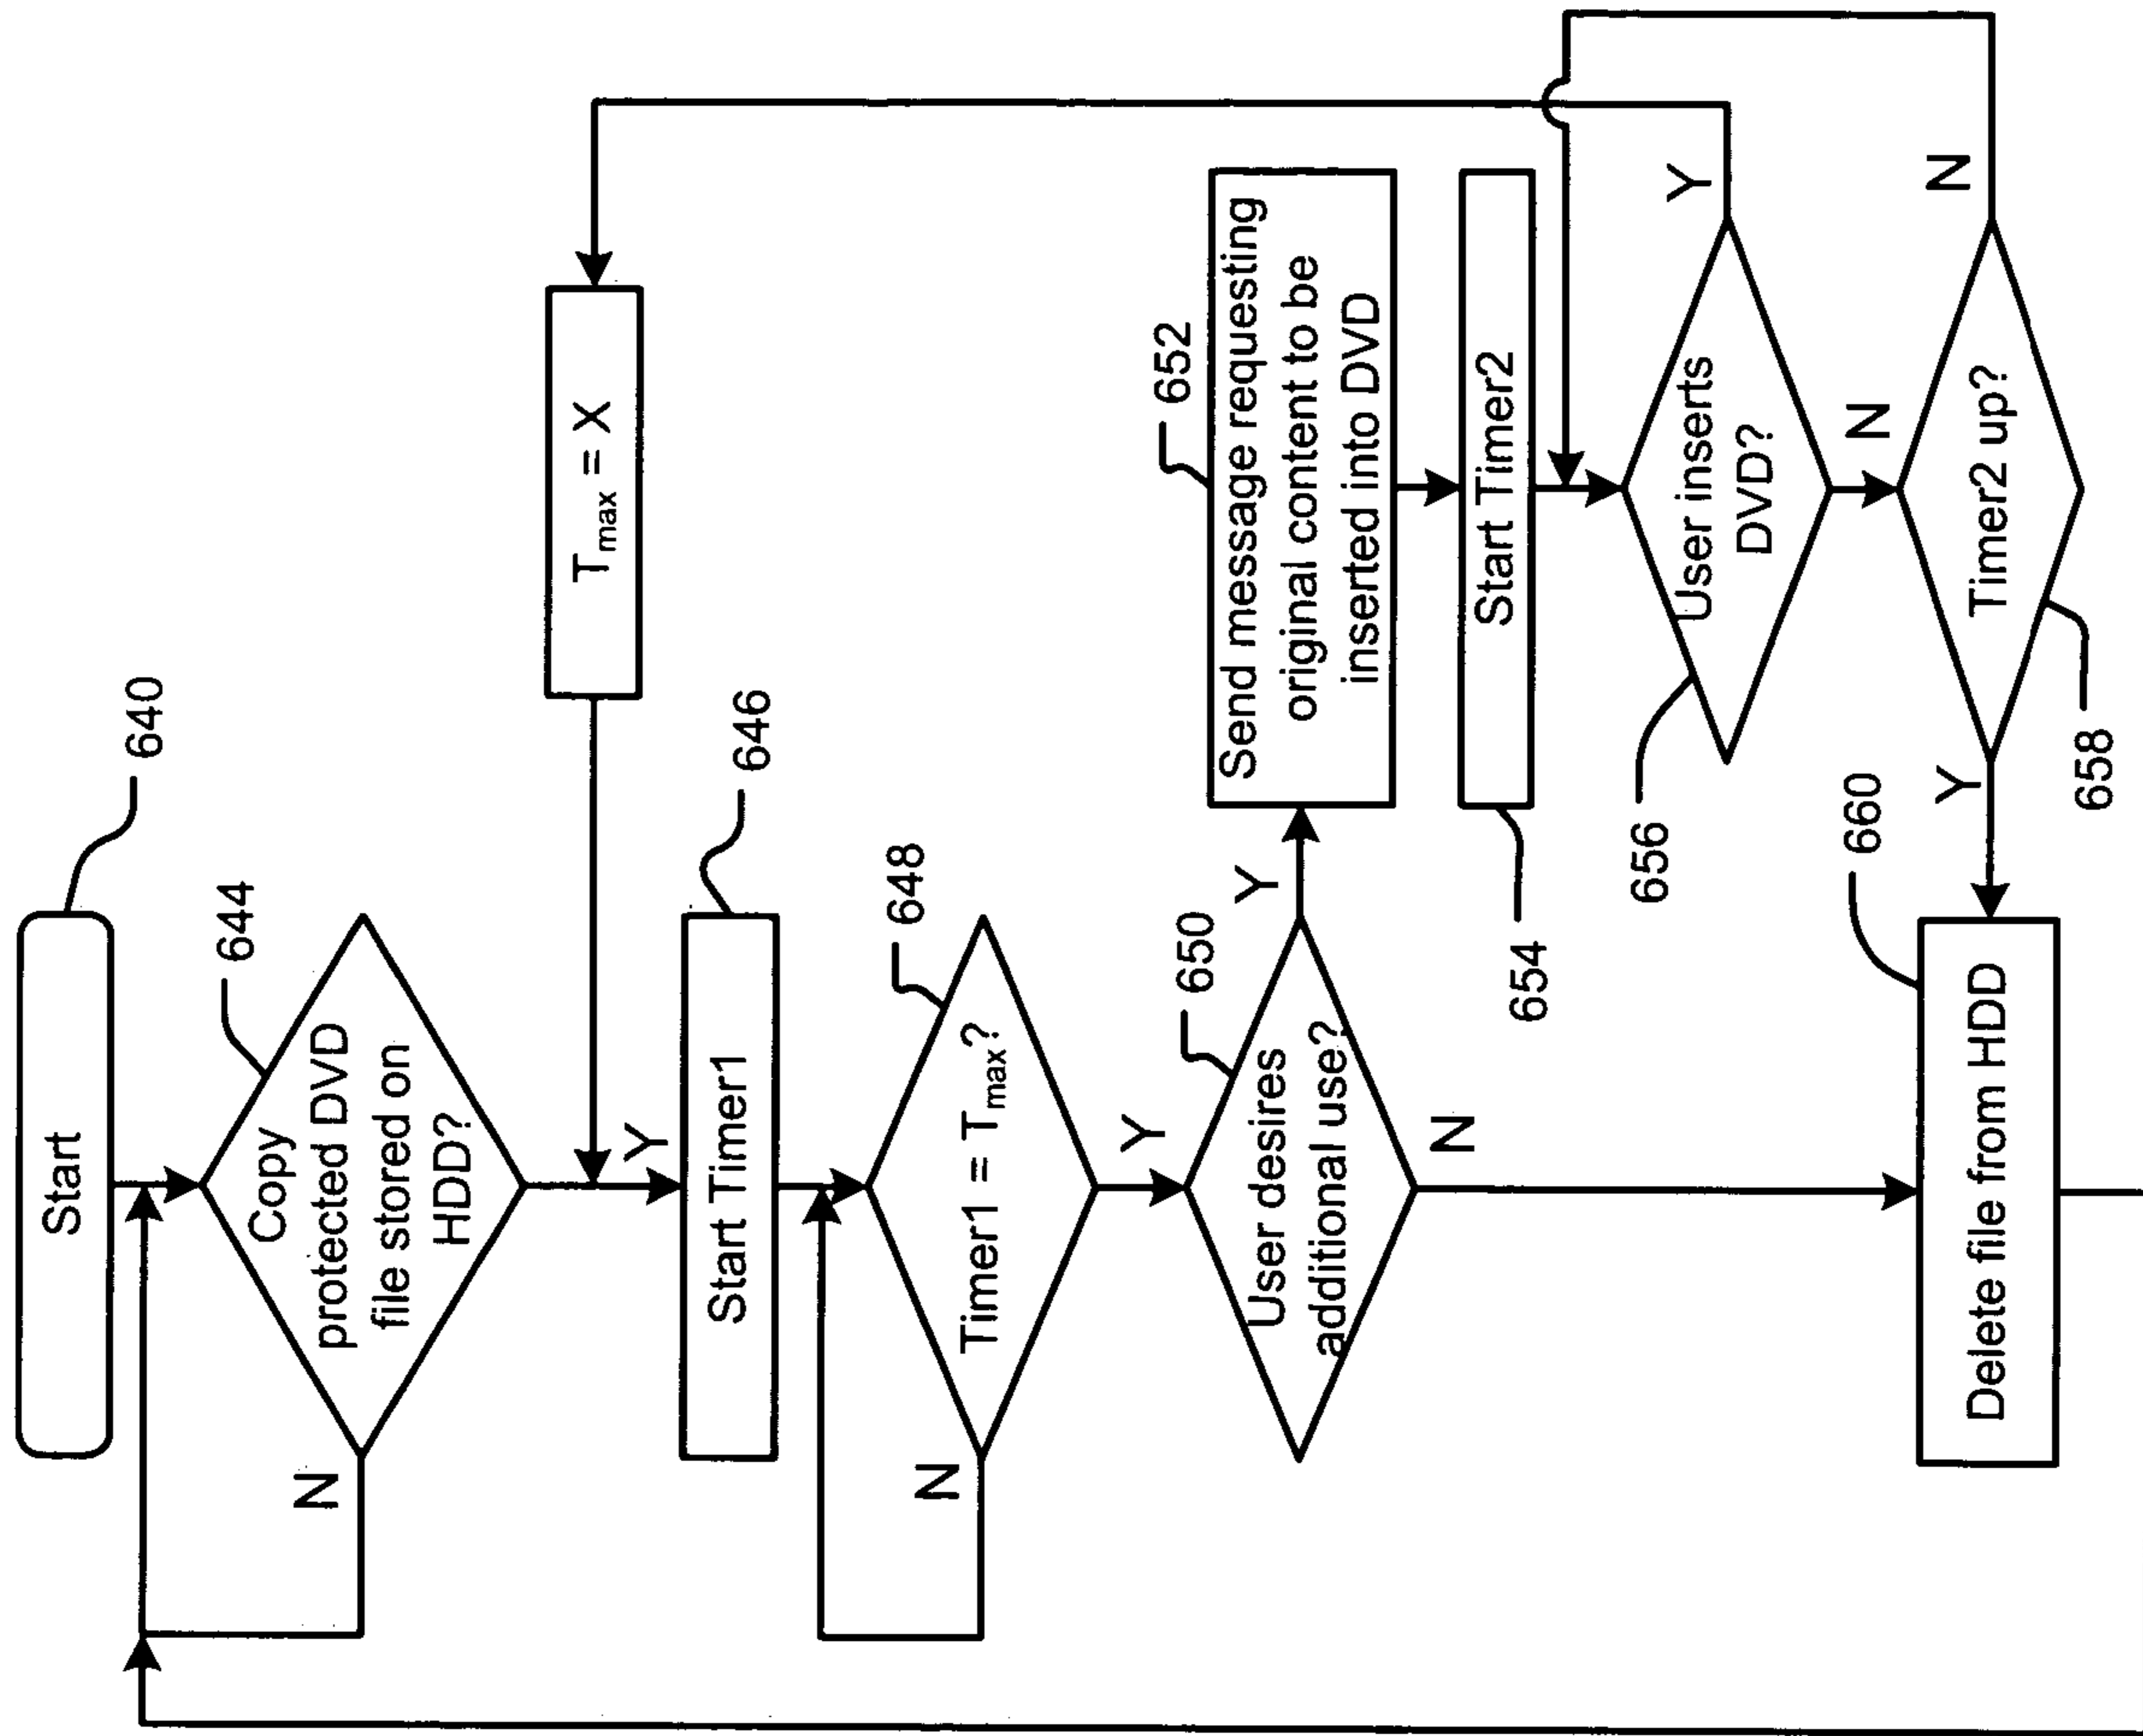 Start
640
Copy
protected DVD
file stored on
HDD?
644
N
Y
T max = X
Start Timer1
646
Timer1 = T max?
648
N
Y
User desires
additional use?
650
Y
N
Send message requesting
original content to be
inserted into DVD
652
Start Timer2
654
User inserts
DVD?
656
Y
N
Timer2 up?
658
N
Y
Delete file from HDD
660